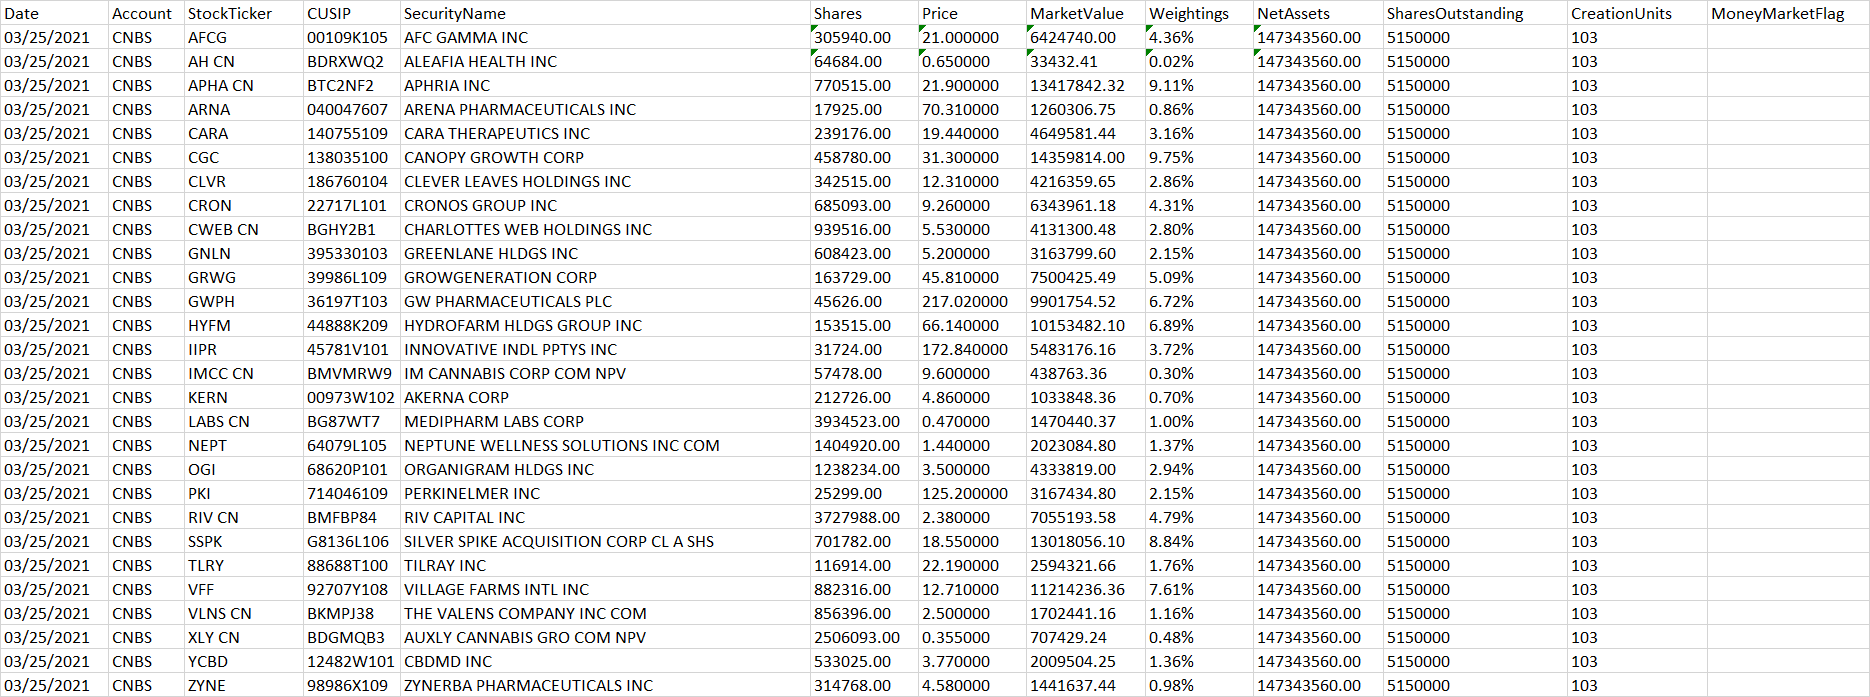 Date Account StockTicker CUSIP SecurityName Shares Price MarketValue Weightings NetAssets SharesOutstanding CreationUnits MoneyMarketFlag
03/25/2021 CNBS AFCG 00109K105 AFC GAMMA INC 305940.00 21.000000 6424740.00 4.36% 147343560.00 5150000 103
03/25/2021 CNBS AH CN BDRXWQ2 ALEAFIA HEALTH INC 64684.00 0.650000 33432.41 0.02% 147343560.00 5150000 103
03/25/2021 CNBS APHA CN BTC2NF2 APHRIA INC 770515.00 21.900000 13417842.32 9.11% 147343560.00 5150000 103
03/25/2021 CNBS ARNA 040047607 ARENA PHARMACEUTICALS INC 17925.00 70.310000 1260306.75 0.86% 147343560.00 5150000 103
03/25/2021 CNBS CARA 140755109 CARA THERAPEUTICS INC 239176.00 19.440000 4649581.44 3.16% 147343560.00 5150000 103
03/25/2021 CNBS CGC 138035100 CANOPY GROWTH CORP 458780.00 31.300000 14359814.00 9.75% 147343560.00 5150000 103
03/25/2021 CNBS CLVR 186760104 CLEVER LEAVES HOLDINGS INC 342515.00 12.310000 4216359.65 2.86% 147343560.00 5150000 103
03/25/2021 CNBS CRON 22717L101 CRONOS GROUP INC 685093.00 9.260000 6343961.18 4.31% 147343560.00 5150000 103
03/25/2021 CNBS CWEB CN BGHY2B1 CHARLOTTES WEB HOLDINGS INC 939516.00 5.530000 4131300.48 2.80% 147343560.00 5150000 103
03/25/2021 CNBS GNLN 395330103 GREENLANE HLDGS INC 608423.00 5.200000 3163799.60 2.15% 147343560.00 5150000 103
03/25/2021 CNBS GRWG 39986L109 GROWGENERATION CORP 163729.00 45.810000 7500425.49 5.09% 147343560.00 5150000 103
03/25/2021 CNBS GWPH 36197T103 GW PHARMACEUTICALS PLC 45626.00 217.020000 9901754.52 6.72% 147343560.00 5150000 103
03/25/2021 CNBS HYFM 44888K209 HYDROFARM HLDGS GROUP INC 153515.00 66.140000 10153482.10 6.89% 147343560.00 5150000 103
03/25/2021 CNBS IIPR 45781V101 INNOVATIVE INDL PPTYS INC 31724.00 172.840000 5483176.16 3.72% 147343560.00 5150000 103
03/25/2021 CNBS IMCC CN BMVMRW9 IM CANNABIS CORP COM NPV 57478.00 9.600000 438763.36 0.30% 147343560.00 5150000 103
03/25/2021 CNBS KERN 00973W102 AKERNA CORP 212726.00 4.860000 1033848.36 0.70% 147343560.00 5150000 103
03/25/2021 CNBS LABS CN BG87WT7 MEDIPHARM LABS CORP 3934523.00 0.470000 1470440.37 1.00% 147343560.00 5150000 103
03/25/2021 CNBS NEPT 64079L105 NEPTUNE WELLNESS SOLUTIONS INC COM 1404920.00 1.440000 2023084.80 1.37% 147343560.00 5150000 103
03/25/2021 CNBS OGI 68620P101 ORGANIGRAM HLDGS INC 1238234.00 3.500000 4333819.00 2.94% 147343560.00 5150000 103
03/25/2021 CNBS PKI 714046109 PERKINELMER INC 25299.00 125.200000 3167434.80 2.15% 147343560.00 5150000 103
03/25/2021 CNBS RIV CN BMFBP84 RIV CAPITAL INC 3727988.00 2.380000 7055193.58 4.79% 147343560.00 5150000 103
03/25/2021 CNBS SSPK G8136L106 SILVER SPIKE ACQUISITION CORP CL A SHS 701782.00 18.550000 13018056.10 8.84% 147343560.00 5150000 103
03/25/2021 CNBS TLRY 88688T100 TILRAY INC 116914.00 22.190000 2594321.66 1.76% 147343560.00 5150000 103
03/25/2021 CNBS VFF 92707Y108 VILLAGE FARMS INTL INC 882316.00 12.710000 11214236.36 7.61% 147343560.00 5150000 103
03/25/2021 CNBS VLNS CN BKMPJ38 THE VALENS COMPANY INC COM 856396.00 2.500000 1702441.16 1.16% 147343560.00 5150000 103
03/25/2021 CNBS XLY CN BDGMQB3 AUXLY CANNABIS GRO COM NPV 2506093.00 0.355000 707429.24 0.48% 147343560.00 5150000 103
03/25/2021 CNBS YCBD 12482W101 CBDMD INC 533025.00 3.770000 2009504.25 1.36% 147343560.00 5150000 103
03/25/2021 CNBS ZYNE 98986X109 ZYNERBA PHARMACEUTICALS INC 314768.00 4.580000 1441637.44 0.98% 147343560.00 5150000 103